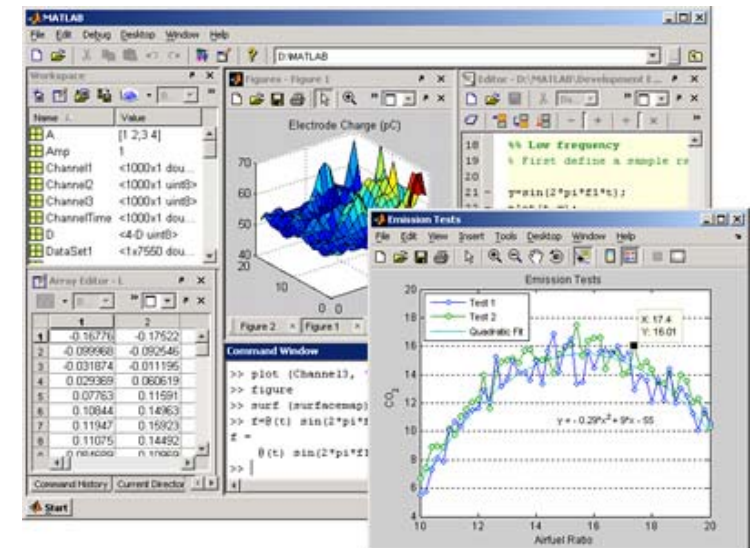 MATLAB
File Edit Debug Desktop Window Help
D:\MATLAB
Workspace
Name Value
A [1 2;3 4]
Amp 1
Channel1 <1000x1 dou...
Channel2 <1000x1 uint8>
Channel3 <1000x1 uint8>
ChannelTime <1000x1 dou...
D <4-D uint8>
DataSet1 <1x7550 dou...
Array Editor - L
1 2
1 -0.16776 -0.17522
2 -0.099968 -0.092546
3 -0.031874 -0.011195
4 0.029369 0.060619
5 0.07763 0.11591
6 0.10844 0.14963
7 0.11947 0.15923
8 0.11075 0.14492
Command History Current Director
Start
Figures - Figure 1
Electrode Charge (pC)
70
60
50
40
20
10
0 0
Figure 2 Figure 1
Command Window
>> plot (Channel3, '
>> figure
>> surf (surfacemap)
>> f=@(t) sin(2*pi*f1
f =
@(t) sin(2*pi*f1
>>
Editor - D:\MATLAB\Development E...
18 %% Low frequency
19 % First define a sample ra
20
21 - y=sin(2*pi*f1*t);
Emission Tests
File Edit View Insert Tools Desktop Window Help
Emission Tests
Test 1
Test 2
Quadratic Fit
X: 17.4
Y: 16.01
y = - 0.29*x2 + 9*x - 55
CO2
20
18
16
14
12
10
8
6
4
10 12 14 16 18 20
Airfuel Ratio